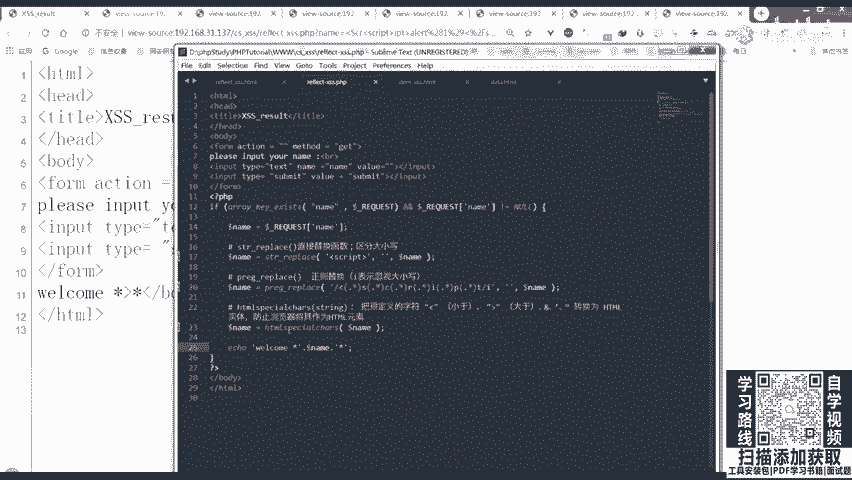 XSS_result
view-source:192.
view-source:192.
view-source:192.
view-source:192.
view-source:192.
view-source:192.
view-source:192.
不安全 | view-source:192.168.31.137/cs_xss/reflect-xss.php?name=<Scr<script>ipt>alert%281%29<%2fs
应用
Google
D:\phpStudy\PHPTutorial\WWW\cs_xss\reflect-xss.php - Sublime Text (UNREGISTERED)
File Edit Selection Find View Goto Tools Project Preferences Help
reflect_xss.html
reflect-xss.php
dom_xss.html
1 <html>
2 <head>
3 <title>XSS_result</title>
4 </head>
5 <body>
6 <form action = "" method = "get">
7 please input your name :<br>
8 <input type="text" name ="name" value=""></input>
9 <input type= "submit" value = "submit"></input>
10 </form>
11 <?php
12 if (array_key_exists( "name" , $_REQUEST) && $_REQUEST['name'] != NULL) {
14 $name = $_REQUEST['name'];
16 # str_replace()直接替换函数；区分大小写
17 $name = str_replace( '<script>', '', $name );
19 # preg_replace() 正则替换（i表示忽视大小写）
20 $name = preg_replace( '/<(.*)s(.*)c(.*)r(.*)i(.*)p(.*)t/i', '', $name );
22 # htmlspecialchars(string)： 把预定义的字符 "<" （小于）、 ">" （大于）、& 、'、" 转换为 HTML
实体，防止浏览器将其作为HTML元素
23 $name = htmlspecialchars( $name );
25 echo 'welcome *'.$name.'*';
26 }
27 ?>
28 </body>
29 </html>
30
1 <html>
2 <head>
3 <title>XSS_resu
4 </head>
5 <body>
6 <form action =
7 please input yo
8 <input type="te
9 <input type= "s
10 </form>
11 welcome *>*</bo
12 </html>
13
学习路线
自学视频
扫描添加获取
工具安装包|PDF学习书籍|面试题